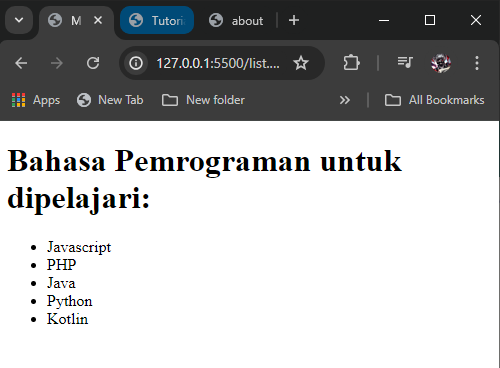 M
Tutori
about
127.0.0.1:5500/list....
Apps
New Tab
New folder
All Bookmarks
Bahasa Pemrograman untuk
dipelajari:
Javascript
PHP
Java
Python
Kotlin